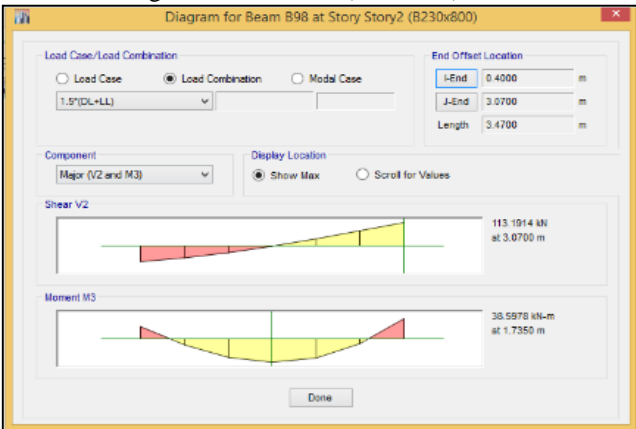 Diagram for Beam B98 at Story Story2 (B230x800)
Load Case/Load Combination
Load Case
Load Combination
Modal Case
1.5*(DL+LL)
End Offset Location
I-End 0.4000 m
J-End 3.0700 m
Length 3.4700 m
Component
Major (V2 and M3)
Display Location
Show Max
Scroll for Values
Shear V2
113.1914 kN
at 3.0700 m
Moment M3
38.5978 kN-m
at 1.7350 m
Done